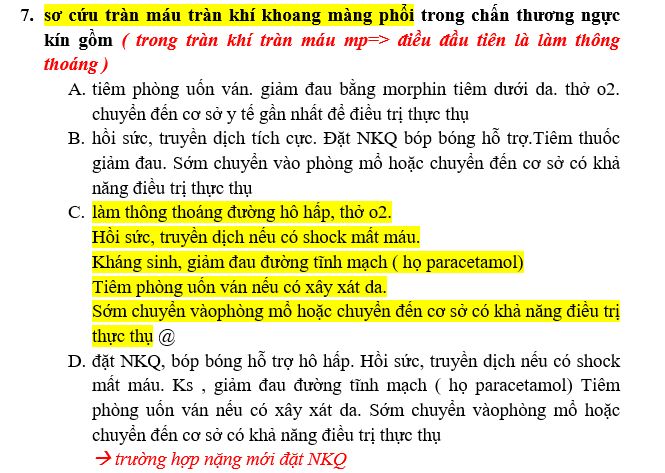 7. sơ cứu tràn máu tràn khí khoang màng phổi trong chấn thương ngực
kín gồm ( trong tràn khí tràn máu mp=> điều đầu tiên là làm thông
thoáng )
A. tiêm phòng uốn ván. giảm đau bằng morphin tiêm dưới da. thở o2.
chuyển đến cơ sở y tế gần nhất để điều trị thực thụ
B. hồi sức, truyền dịch tích cực. Đặt NKQ bóp bóng hỗ trợ.Tiêm thuốc
giảm đau. Sớm chuyển vào phòng mổ hoặc chuyển đến cơ sở có khả
năng điều trị thực thụ
C. làm thông thoáng đường hô hấp, thở o2.
Hồi sức, truyền dịch nếu có shock mất máu.
Kháng sinh, giảm đau đường tĩnh mạch ( họ paracetamol)
Tiêm phòng uốn ván nếu có xây xát da.
Sớm chuyển vàophòng mổ hoặc chuyển đến cơ sở có khả năng điều trị
thực thụ @
D. đặt NKQ, bóp bóng hỗ trợ hô hấp. Hồi sức, truyền dịch nếu có shock
mất máu. Ks , giảm đau đường tĩnh mạch ( họ paracetamol) Tiêm
phòng uốn ván nếu có xây xát da. Sớm chuyển vàophòng mổ hoặc
chuyển đến cơ sở có khả năng điều trị thực thụ
→ trường hợp nặng mới đặt NKQ